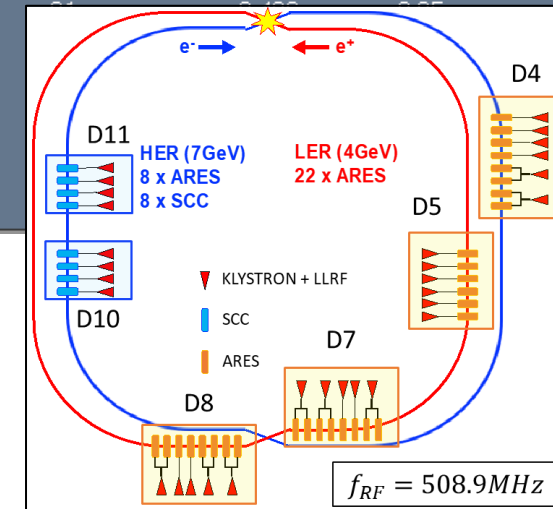 e⁻
e⁺
D4
D11
HER (7GeV)
8 x ARES
8 x SCC
LER (4GeV)
22 x ARES
D5
KLYSTRON + LLRF
SCC
ARES
D10
D7
D8
f_RF = 508.9MHz